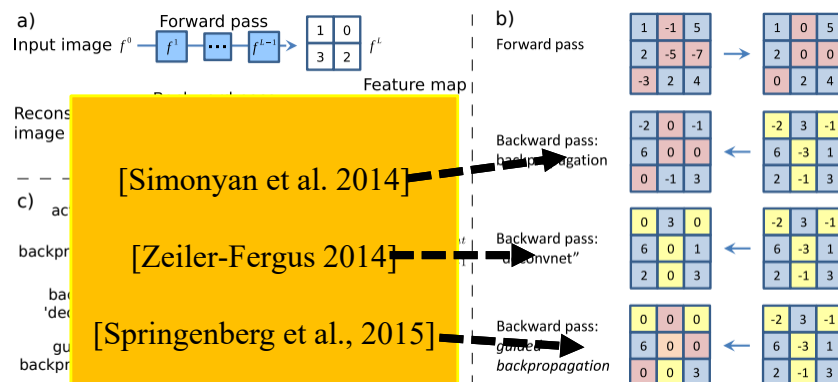 a)
Forward pass
Input image f⁰ f¹ ... f^{L-1} f^L
1 0
3 2
Feature map
image
c)
[Simonyan et al. 2014]
[Zeiler-Fergus 2014]
[Springenberg et al., 2015]
b)
Forward pass
1 -1 5
2 -5 -7
-3 2 4
1 0 5
2 0 0
0 2 4
Backward pass:
backpropagation
-2 0 -1
6 0 0
0 -1 3
-2 3 -1
6 -3 1
2 -1 3
Backward pass:
"deconvnet"
0 3 0
6 0 1
2 0 3
-2 3 -1
6 -3 1
2 -1 3
Backward pass:
guided
backpropagation
0 0 0
6 0 0
0 0 3
-2 3 -1
6 -3 1
2 -1 3